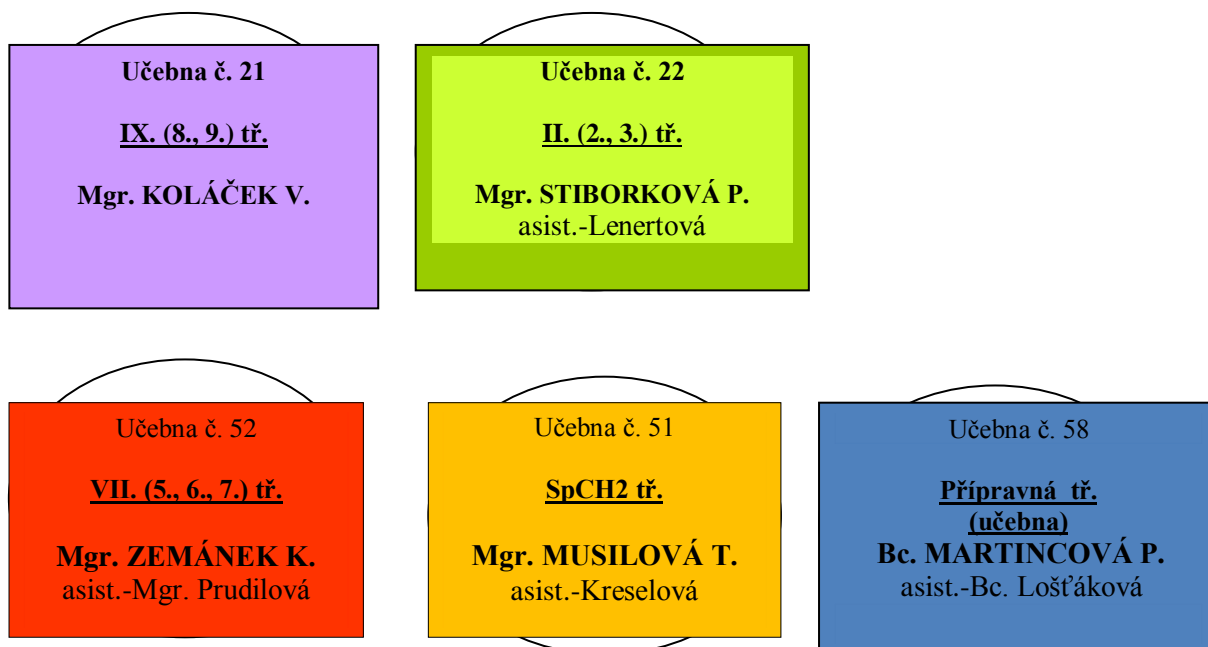 Učebna č. 21
IX. (8., 9.) tř.
Mgr. KOLÁČEK V.
Učebna č. 22
II. (2., 3.) tř.
Mgr. STIBORKOVÁ P.
asist.-Lenertová
Učebna č. 52
VII. (5., 6., 7.) tř.
Mgr. ZEMÁNEK K.
asist.-Mgr. Prudilová
Učebna č. 51
SpCH2 tř.
Mgr. MUSILOVÁ T.
asist.-Kreselová
Učebna č. 58
Přípravná tř.
(učebna)
Bc. MARTINCOVÁ P.
asist.-Bc. Lošťáková